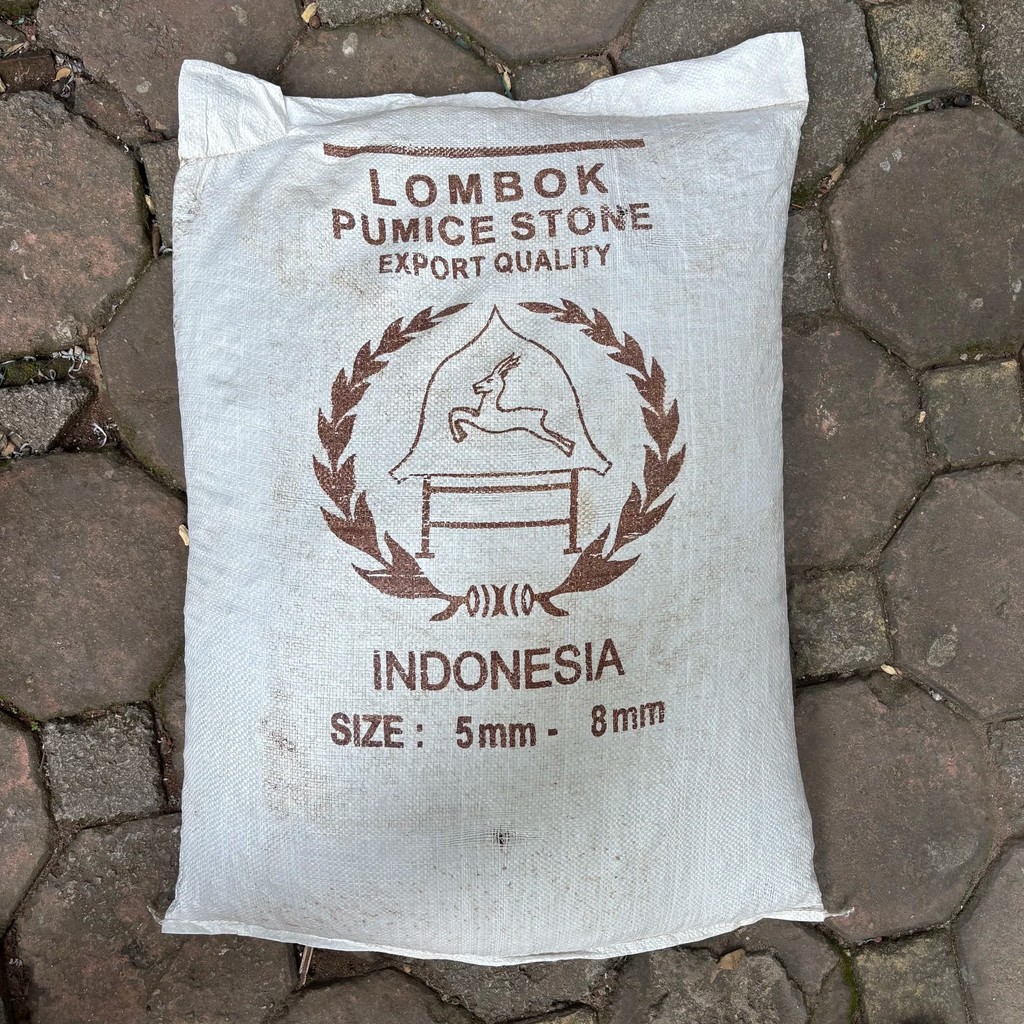 LOMBOK
PUMICE STONE
EXPORT QUALITY
INDONESIA
SIZE : 5mm - 8mm